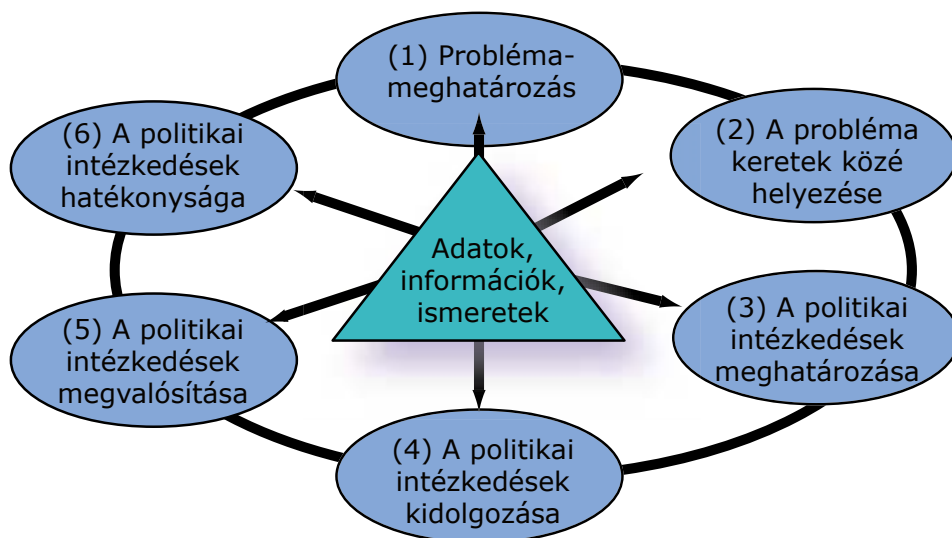 (1) Probléma-
meghatározás
(2) A probléma
keretek közé
helyezése
(3) A politikai
intézkedések
meghatározása
(4) A politikai
intézkedések
kidolgozása
(5) A politikai
intézkedések
megvalósítása
(6) A politikai
intézkedések
hatékonysága
Adatok,
információk,
ismeretek